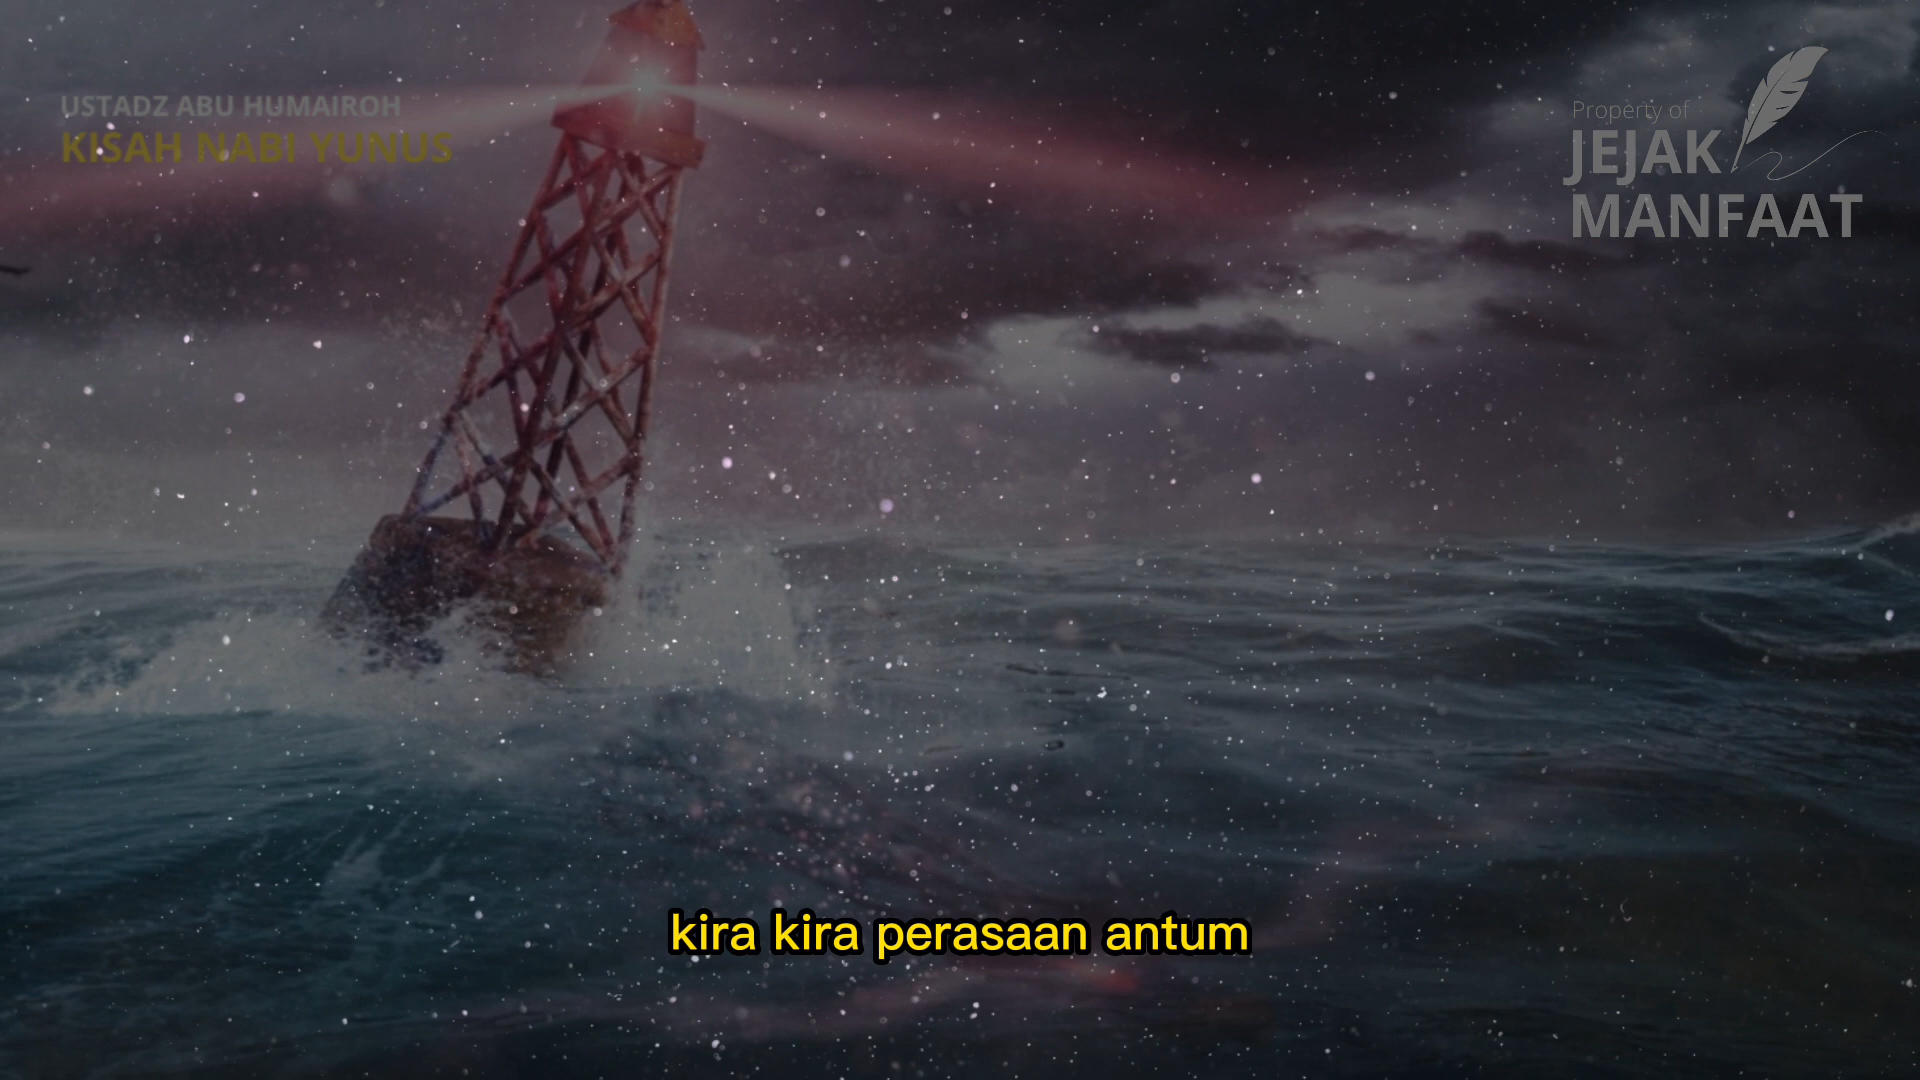 USTADZ ABU HUMAIROH
KISAH NABI YUNUS
Property of
JEJAK
MANFAAT
kira kira perasaan antum